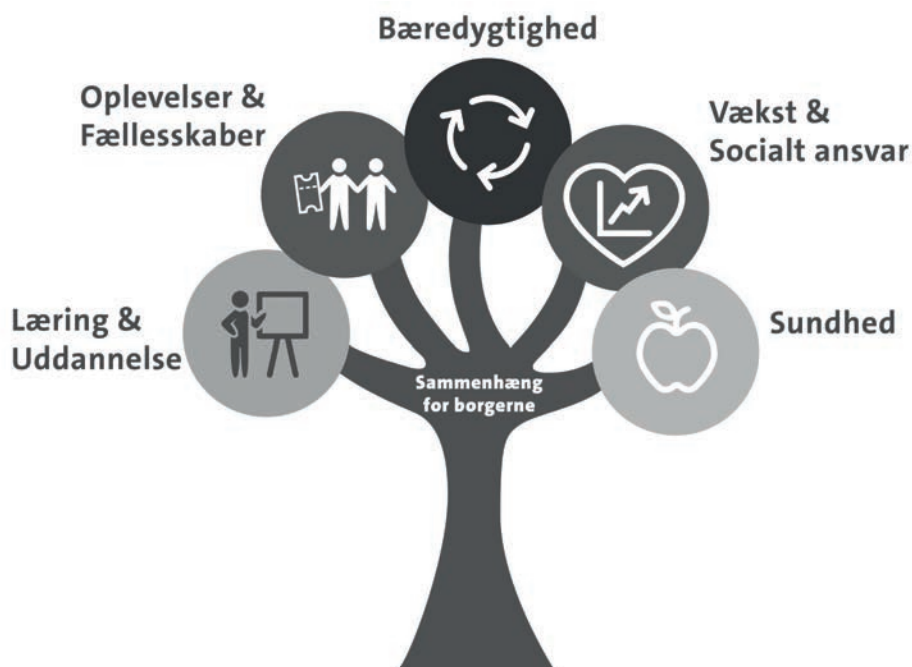 Bæredygtighed
Oplevelser &
Fællesskaber
Vækst &
Socialt ansvar
Læring &
Uddannelse
Sundhed
Sammenhæng
for borgerne